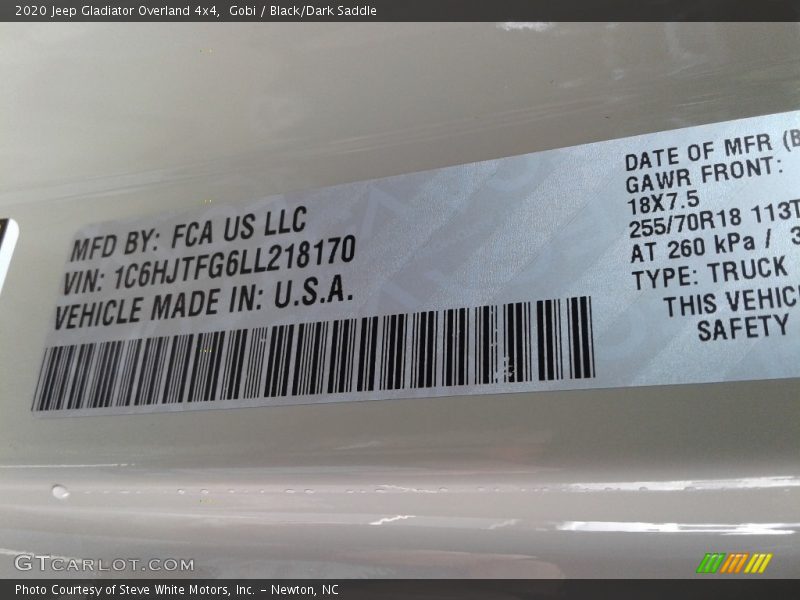 2020 Jeep Gladiator Overland 4x4,  Gobi / Black/Dark Saddle
MFD BY: FCA US LLC
VIN: 1C6HJTFG6LL218170
VEHICLE MADE IN: U.S.A.
DATE OF MFR (B
GAWR FRONT:
18X7.5
255/70R18 113T
AT 260 kPa / 3
TYPE: TRUCK
THIS VEHIC
SAFETY
GTCARLOT.COM
Photo Courtesy of Steve White Motors, Inc. – Newton, NC